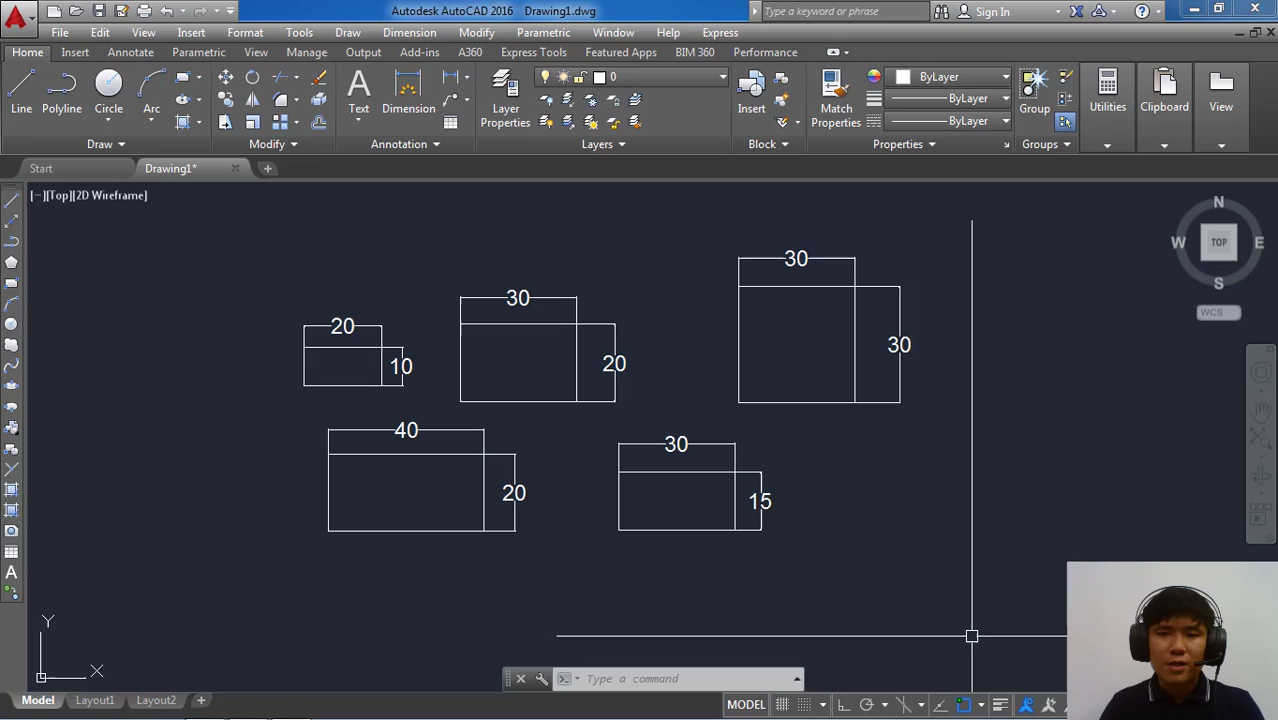 Autodesk AutoCAD 2016 Drawing1.dwg
Type a keyword or phrase
Sign In
File Edit View Insert Format Tools Draw Dimension Modify Parametric Window Help Express
Home Insert Annotate Parametric View Manage Output Add-ins A360 Express Tools Featured Apps BIM 360 Performance
Line Polyline Circle Arc
Text Dimension
Layer Properties
0
Insert
Match Properties
ByLayer
ByLayer
ByLayer
Group
Utilities
Clipboard
View
Draw Modify Annotation Layers Block Properties Groups
Start Drawing1*
[−][Top][2D Wireframe]
N
W TOP E
S
WCS
30
30
30
20
20
20
10
40
30
20
15
Y
X
Type a command
Model Layout1 Layout2
MODEL